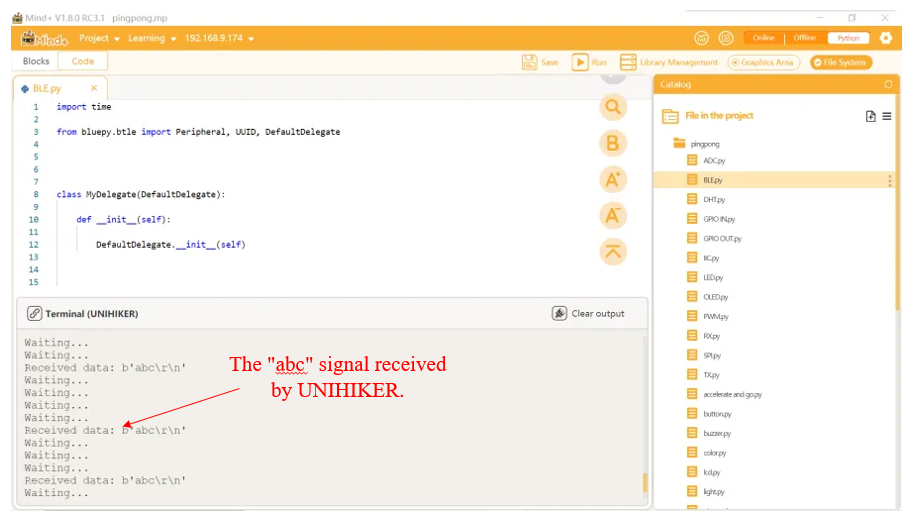 Mind+ V1.8.0 RC3.1 pingpong.mp
Mind+ Project Learning 192.168.9.174 Online Offline Python
Blocks Code Save Run Library Management Graphics Area File System
BLE.py × Catalog
1 import time
2
3 from bluepy.btle import Peripheral, UUID, DefaultDelegate
4
5
6
7
8 class MyDelegate(DefaultDelegate):
9
10 def __init__(self):
11
12 DefaultDelegate.__init__(self)
13
14
15
B
A+
A-
Terminal (UNIHIKER) Clear output
Waiting...
Waiting...
Received data: b'abc\r\n'
Waiting...
Waiting...
Waiting...
Waiting...
Received data: b'abc\r\n'
Waiting...
Waiting...
Waiting...
Received data: b'abc\r\n'
Waiting...
The "abc" signal received
by UNIHIKER.
File in the project
pingpong
ADC.py
BLE.py
DHT.py
GPIO IN.py
GPIO OUT.py
IIC.py
LED.py
OLED.py
PWM.py
RX.py
SPI.py
TX.py
accelerate and go.py
button.py
buzzer.py
color.py
lcd.py
light.py